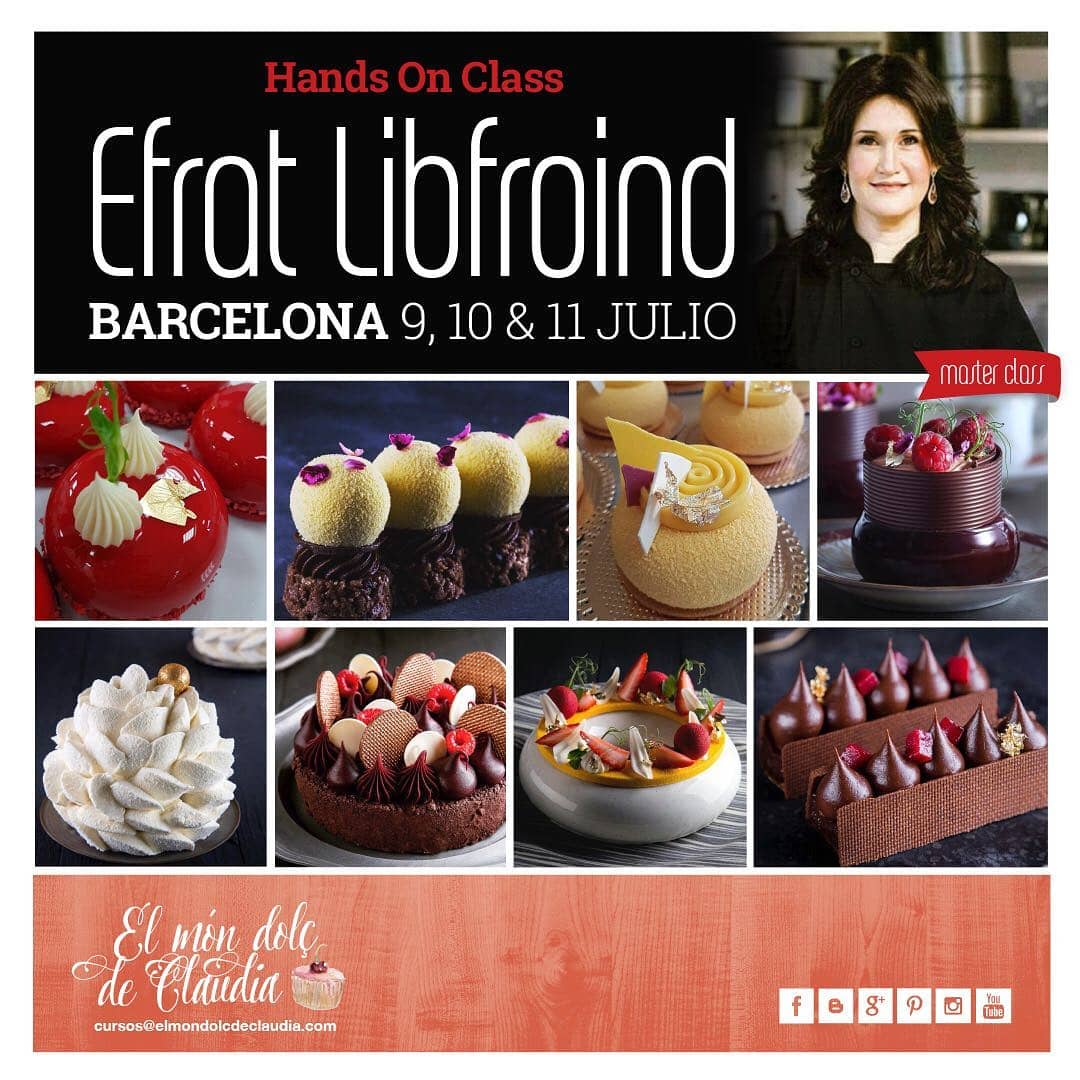 Hands On Class
Efrat Libfroind
BARCELONA 9, 10 & 11 JULIO
master class
El món dolç
de Claudia
cursos@elmondolcdeclaudia.com
f
g+
You
Tube